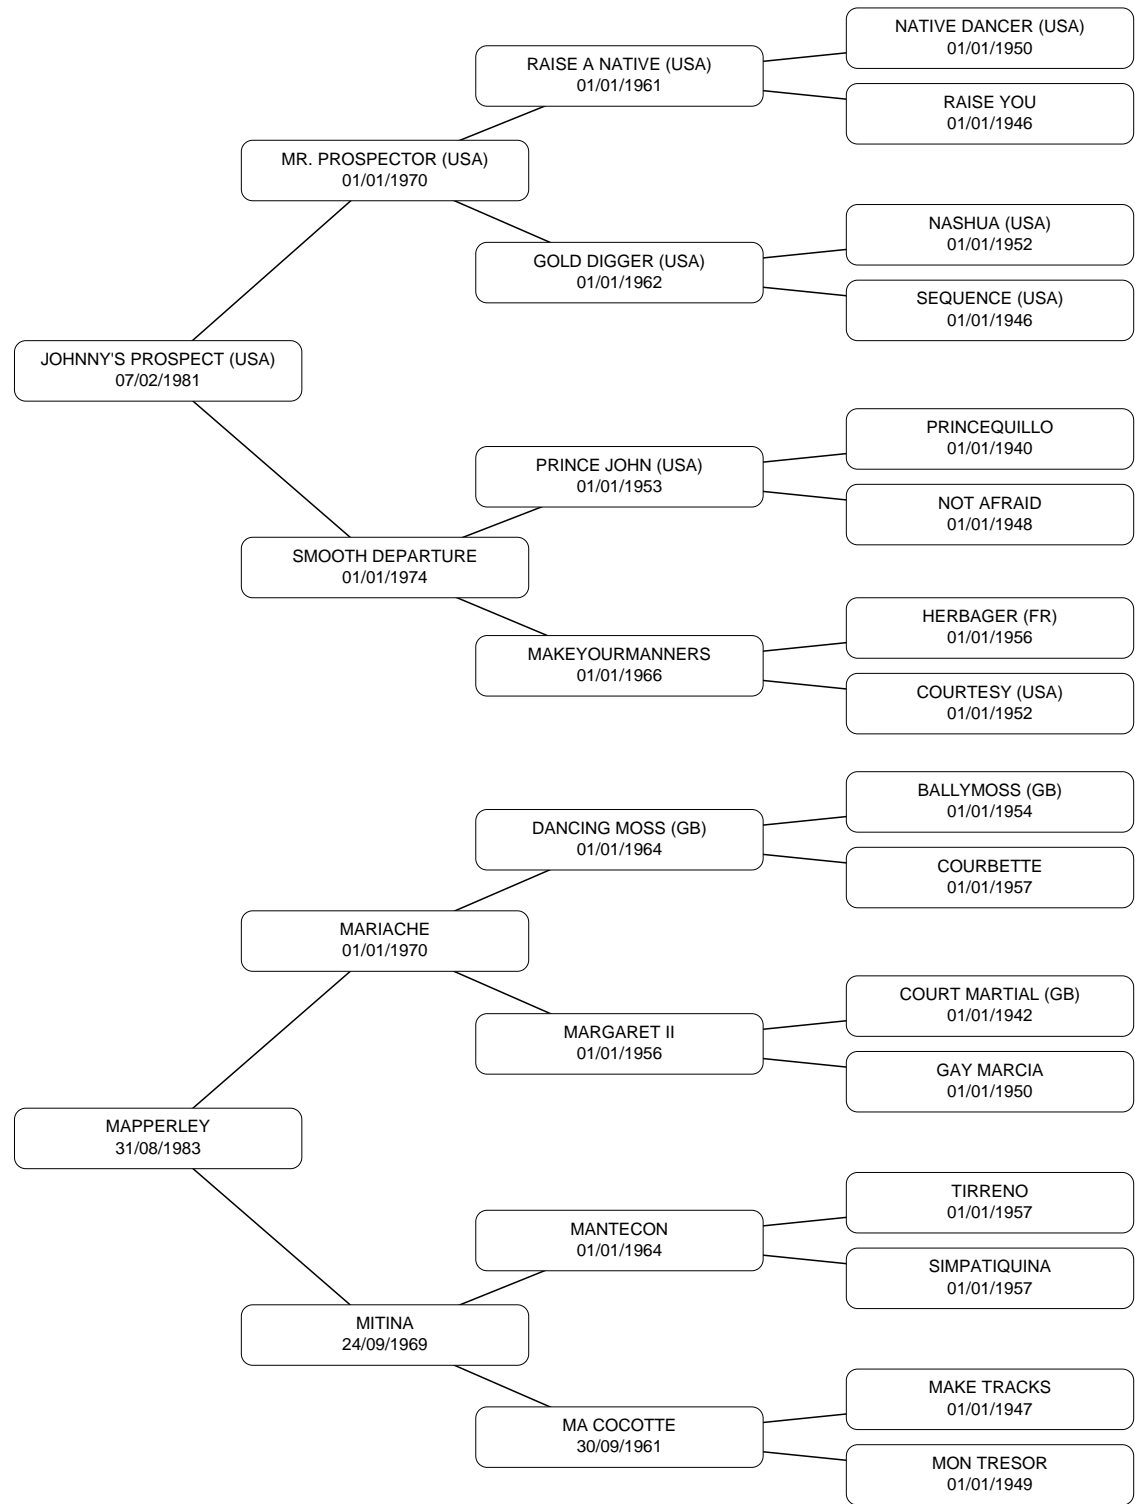 NATIVE DANCER (USA)
01/01/1950
RAISE A NATIVE (USA)
01/01/1961
RAISE YOU
01/01/1946
MR. PROSPECTOR (USA)
01/01/1970
NASHUA (USA)
01/01/1952
GOLD DIGGER (USA)
01/01/1962
SEQUENCE (USA)
01/01/1946
JOHNNY'S PROSPECT (USA)
07/02/1981
PRINCEQUILLO
01/01/1940
PRINCE JOHN (USA)
01/01/1953
NOT AFRAID
01/01/1948
SMOOTH DEPARTURE
01/01/1974
HERBAGER (FR)
01/01/1956
MAKEYOURMANNERS
01/01/1966
COURTESY (USA)
01/01/1952
BALLYMOSS (GB)
01/01/1954
DANCING MOSS (GB)
01/01/1964
COURBETTE
01/01/1957
MARIACHE
01/01/1970
COURT MARTIAL (GB)
01/01/1942
MARGARET II
01/01/1956
GAY MARCIA
01/01/1950
MAPPERLEY
31/08/1983
TIRRENO
01/01/1957
MANTECON
01/01/1964
SIMPATIQUINA
01/01/1957
MITINA
24/09/1969
MAKE TRACKS
01/01/1947
MA COCOTTE
30/09/1961
MON TRESOR
01/01/1949